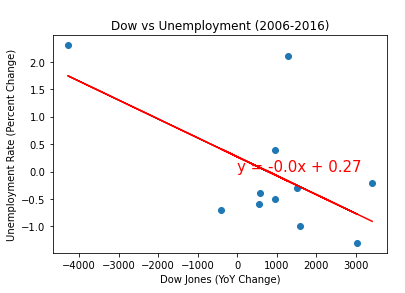 Dow vs Unemployment (2006-2016)
Unemployment Rate (Percent Change)
2.0
1.5
1.0
0.5
0.0
−0.5
−1.0
y = -0.0x + 0.27
−4000 −3000 −2000 −1000 0 1000 2000 3000
Dow Jones (YoY Change)